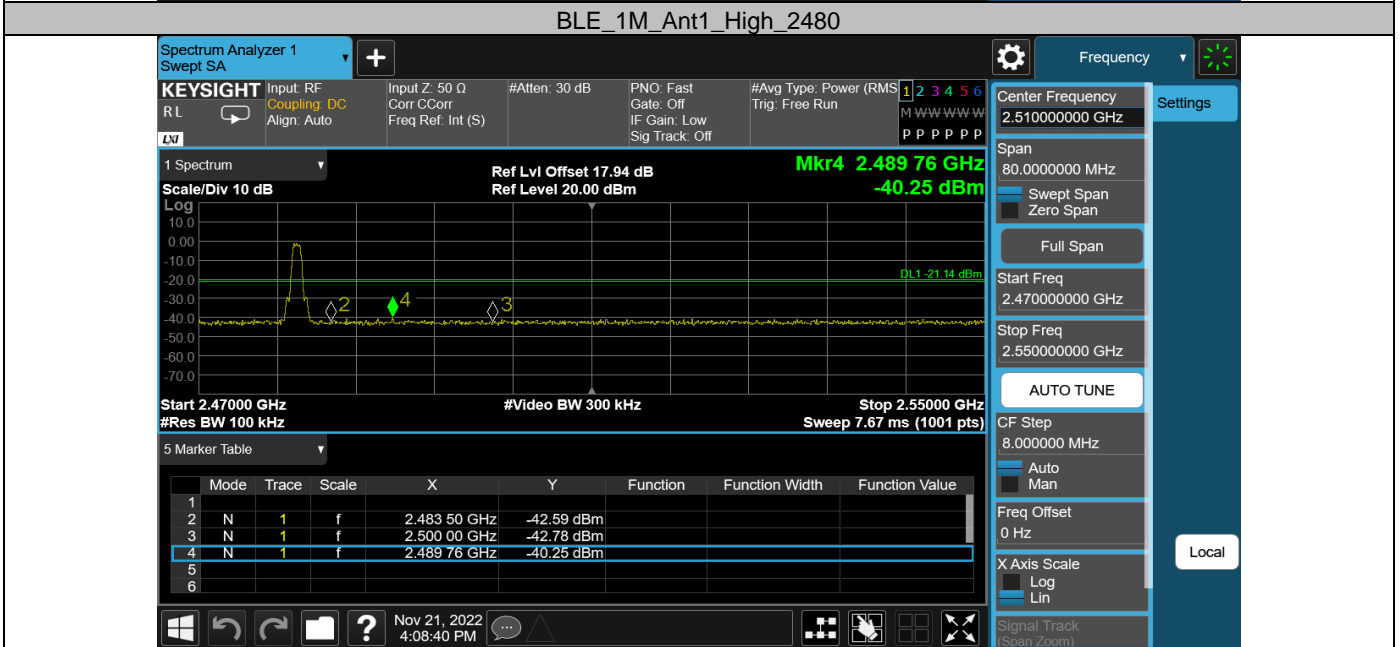 BLE_1M_Ant1_High_2480
Spectrum Analyzer 1
Swept SA
Frequency
KEYSIGHT
RL
LXI
Input: RF
Coupling: DC
Align: Auto
Input Z: 50 Ω
Corr CCorr
Freq Ref: Int (S)
#Atten: 30 dB
PNO: Fast
Gate: Off
IF Gain: Low
Sig Track: Off
#Avg Type: Power (RMS
Trig: Free Run
1 2 3 4 5 6
M W W W W W
P P P P P P
1 Spectrum
Scale/Div 10 dB
Ref Lvl Offset 17.94 dB
Ref Level 20.00 dBm
Mkr4 2.489 76 GHz
-40.25 dBm
Log
10.0
0.00
-10.0
-20.0
-30.0
-40.0
-50.0
-60.0
-70.0
DL1 -21.14 dBm
2
4
3
Start 2.47000 GHz
#Video BW 300 kHz
Stop 2.55000 GHz
#Res BW 100 kHz
Sweep 7.67 ms (1001 pts)
5 Marker Table
Mode Trace Scale X Y Function Function Width Function Value
1
2 N 1 f 2.483 50 GHz -42.59 dBm
3 N 1 f 2.500 00 GHz -42.78 dBm
4 N 1 f 2.489 76 GHz -40.25 dBm
5
6
Nov 21, 2022
4:08:40 PM
Center Frequency
2.510000000 GHz
Settings
Span
80.0000000 MHz
Swept Span
Zero Span
Full Span
Start Freq
2.470000000 GHz
Stop Freq
2.550000000 GHz
AUTO TUNE
CF Step
8.000000 MHz
Auto
Man
Freq Offset
0 Hz
Local
X Axis Scale
Log
Lin
Signal Track
(Span Zoom)